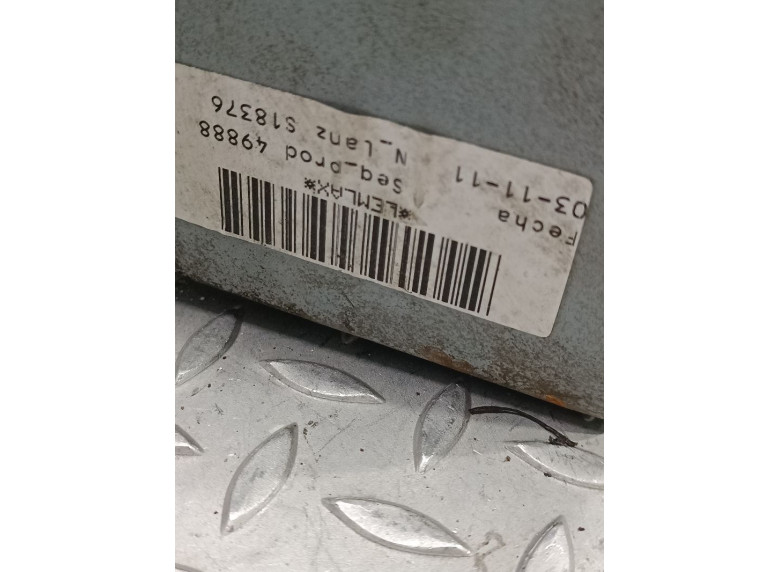 *LEMLAX*
Fecha Seq_prod 49888
03-11-11 N_Lanz S18376